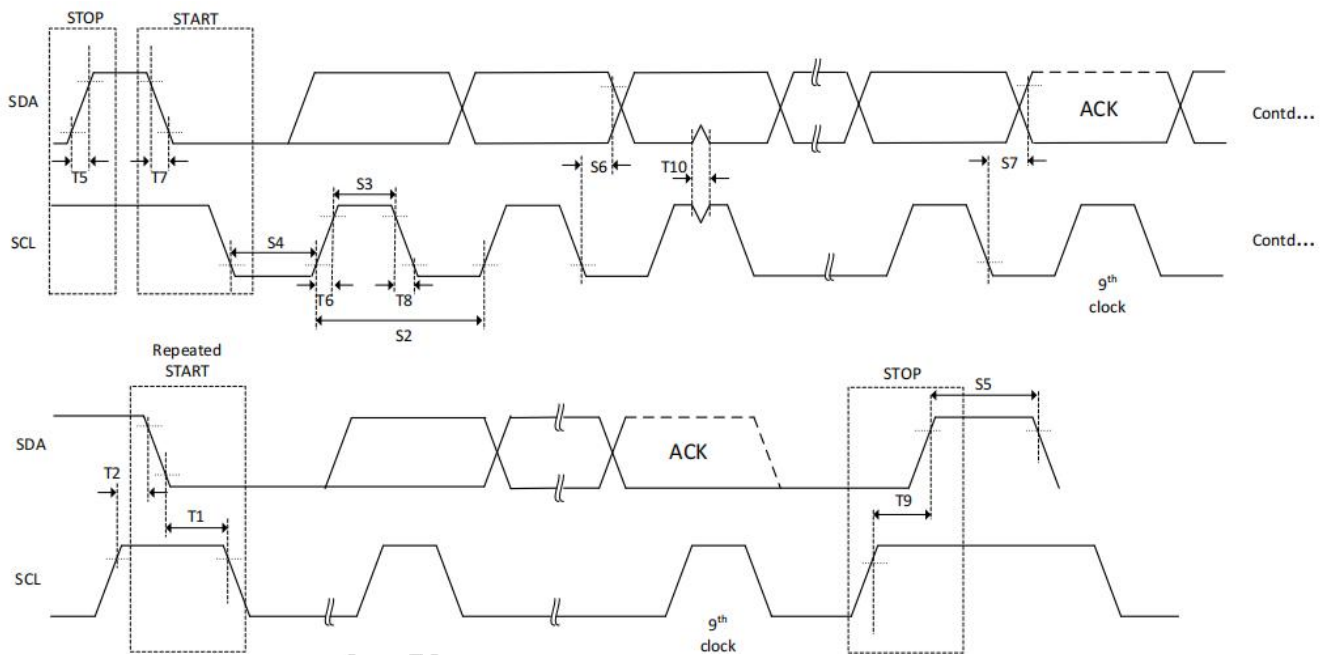 STOP
START
SDA
ACK
Contd...
T5
T7
S6
T10
S7
S3
SCL
S4
Contd...
T6
T8
9th
clock
S2
Repeated
START
STOP
S5
SDA
ACK
T2
T9
T1
SCL
9th
clock